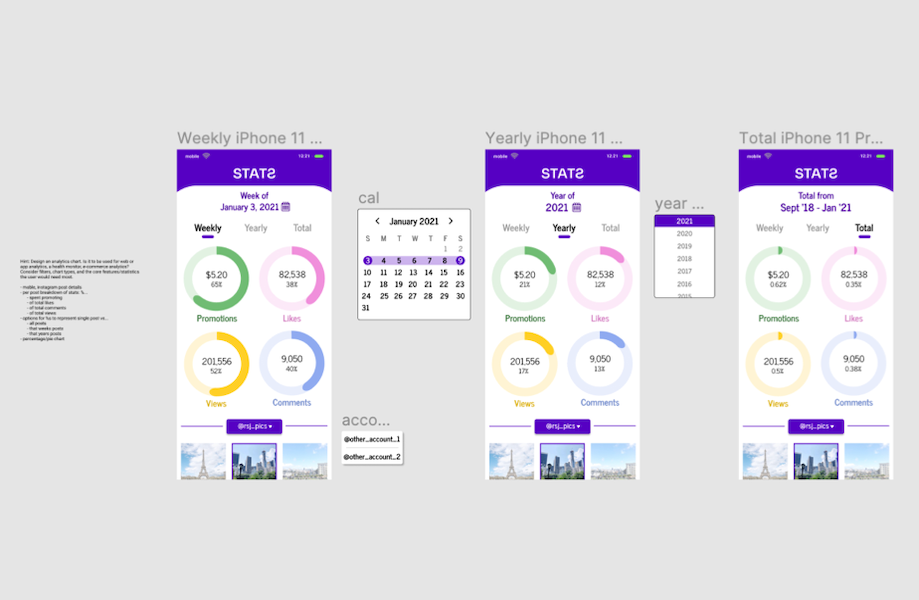 Hint: Design an analytics chart. Is it to be used for web or
app analytics, a health monitor, e-commerce analytics?
Consider filters, chart types, and the core features/statistics
the user would need most.
- mobile, instagram post details
- per post breakdown of stats: %...
- spent promoting
- of total likes
- of total comments
- of total views
- options for %s to represent single post vs...
- all posts
- that weeks posts
- that years posts
- percentage/pie chart
Weekly iPhone 11 ...
mobile
12:21
STATS
Week of
January 3, 2021
Weekly Yearly Total
$5.20
65%
Promotions
82,538
38%
Likes
201,556
52%
Views
9,050
40%
Comments
@rsj_pics ▾
cal
< January 2021 >
S M T W T F S
1 2
3 4 5 6 7 8 9
10 11 12 13 14 15 16
17 18 19 20 21 22 23
24 25 26 27 28 29 30
31
acco...
@other_account_1
@other_account_2
Yearly iPhone 11 ...
mobile
12:21
STATS
Year of
2021
Weekly Yearly Total
$5.20
21%
Promotions
82,538
12%
Likes
201,556
17%
Views
9,050
13%
Comments
@rsj_pics ▾
year ...
2021
2020
2019
2018
2017
2016
2015
Total iPhone 11 Pr...
mobile
12:21
STATS
Total from
Sept '18 - Jan '21
Weekly Yearly Total
$5.20
0.62%
Promotions
82,538
0.35%
Likes
201,556
0.5%
Views
9,050
0.38%
Comments
@rsj_pics ▾